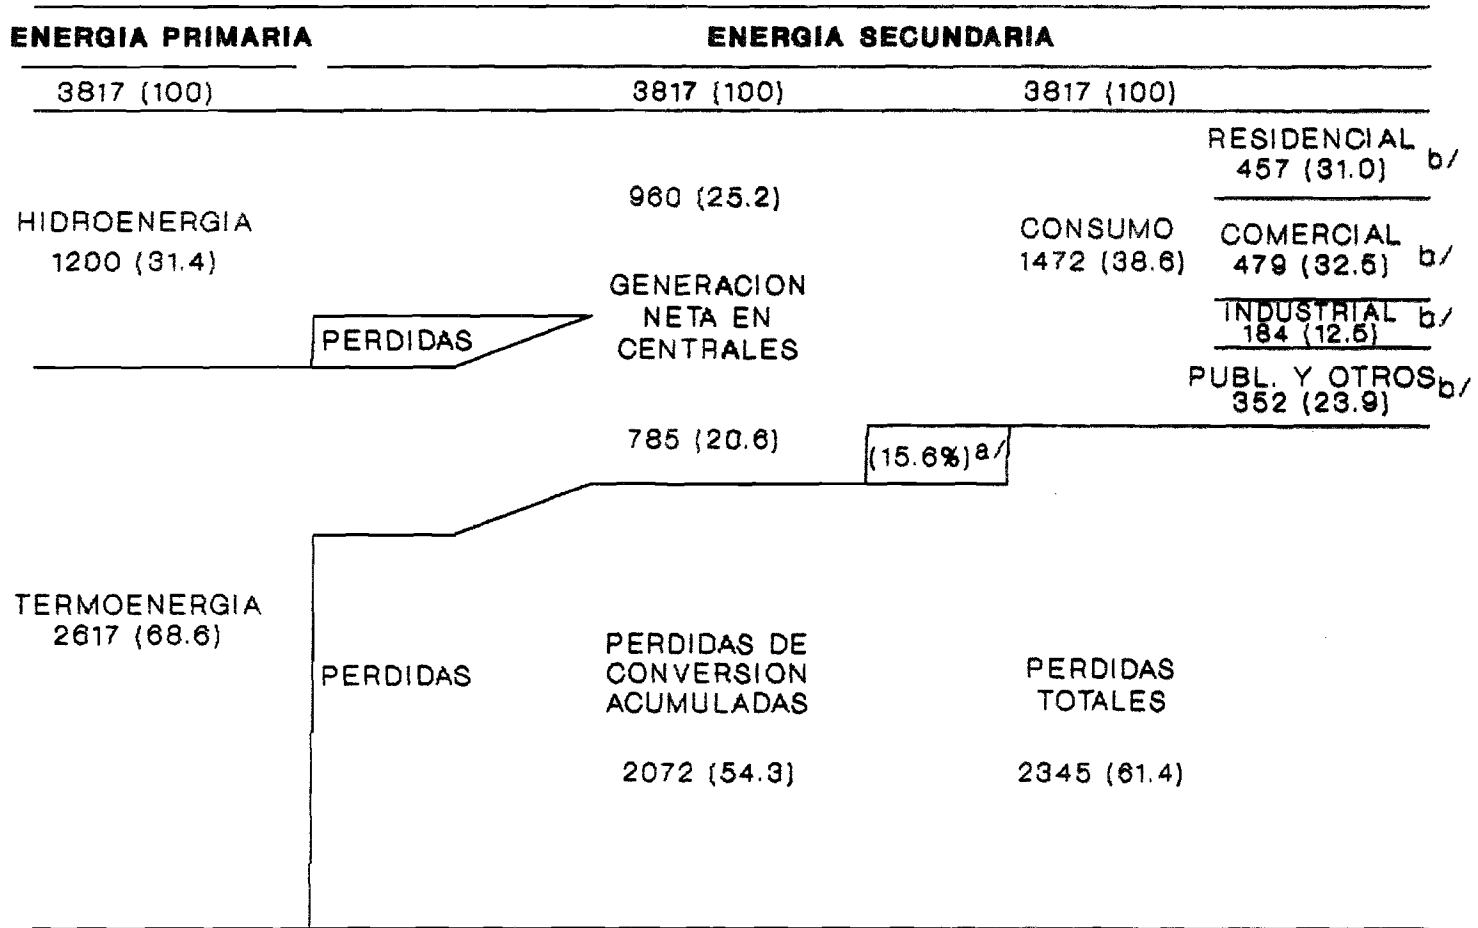 ENERGIA PRIMARIA
ENERGIA SECUNDARIA
3817 (100)
3817 (100)
3817 (100)
HIDROENERGIA
1200 (31.4)
PERDIDAS
960 (25.2)
GENERACION
NETA EN
CENTRALES
785 (20.6)
(15.6%) a/
CONSUMO
1472 (38.6)
RESIDENCIAL b/
457 (31.0)
COMERCIAL b/
479 (32.5)
INDUSTRIAL b/
184 (12.5)
PUBL. Y OTROS b/
352 (23.9)
TERMOENERGIA
2617 (68.6)
PERDIDAS
PERDIDAS DE
CONVERSION
ACUMULADAS
2072 (54.3)
PERDIDAS
TOTALES
2345 (61.4)